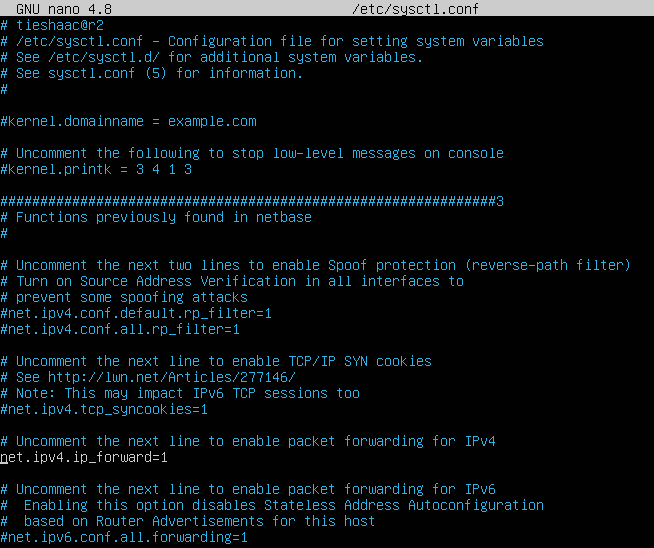 GNU nano 4.8 /etc/sysctl.conf
# tieshaac@r2
# /etc/sysctl.conf - Configuration file for setting system variables
# See /etc/sysctl.d/ for additional system variables.
# See sysctl.conf (5) for information.
#
#kernel.domainname = example.com
# Uncomment the following to stop low-level messages on console
#kernel.printk = 3 4 1 3
##############################################################3
# Functions previously found in netbase
#
# Uncomment the next two lines to enable Spoof protection (reverse-path filter)
# Turn on Source Address Verification in all interfaces to
# prevent some spoofing attacks
#net.ipv4.conf.default.rp_filter=1
#net.ipv4.conf.all.rp_filter=1
# Uncomment the next line to enable TCP/IP SYN cookies
# See http://lwn.net/Articles/277146/
# Note: This may impact IPv6 TCP sessions too
#net.ipv4.tcp_syncookies=1
# Uncomment the next line to enable packet forwarding for IPv4
net.ipv4.ip_forward=1
# Uncomment the next line to enable packet forwarding for IPv6
#  Enabling this option disables Stateless Address Autoconfiguration
#  based on Router Advertisements for this host
#net.ipv6.conf.all.forwarding=1